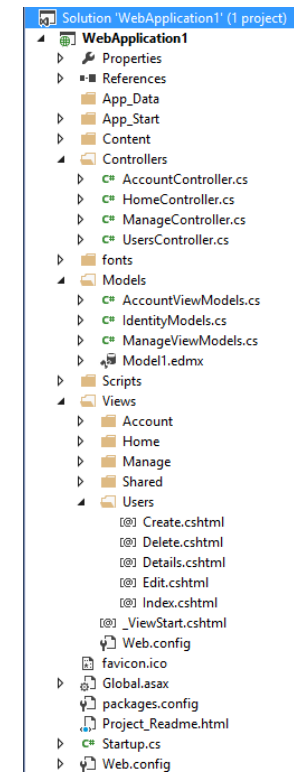 Solution 'WebApplication1' (1 project)
WebApplication1
Properties
References
App_Data
App_Start
Content
Controllers
C# AccountController.cs
C# HomeController.cs
C# ManageController.cs
C# UsersController.cs
fonts
Models
C# AccountViewModels.cs
C# IdentityModels.cs
C# ManageViewModels.cs
Model1.edmx
Scripts
Views
Account
Home
Manage
Shared
Users
[@] Create.cshtml
[@] Delete.cshtml
[@] Details.cshtml
[@] Edit.cshtml
[@] Index.cshtml
[@] _ViewStart.cshtml
Web.config
favicon.ico
Global.asax
packages.config
Project_Readme.html
C# Startup.cs
Web.config